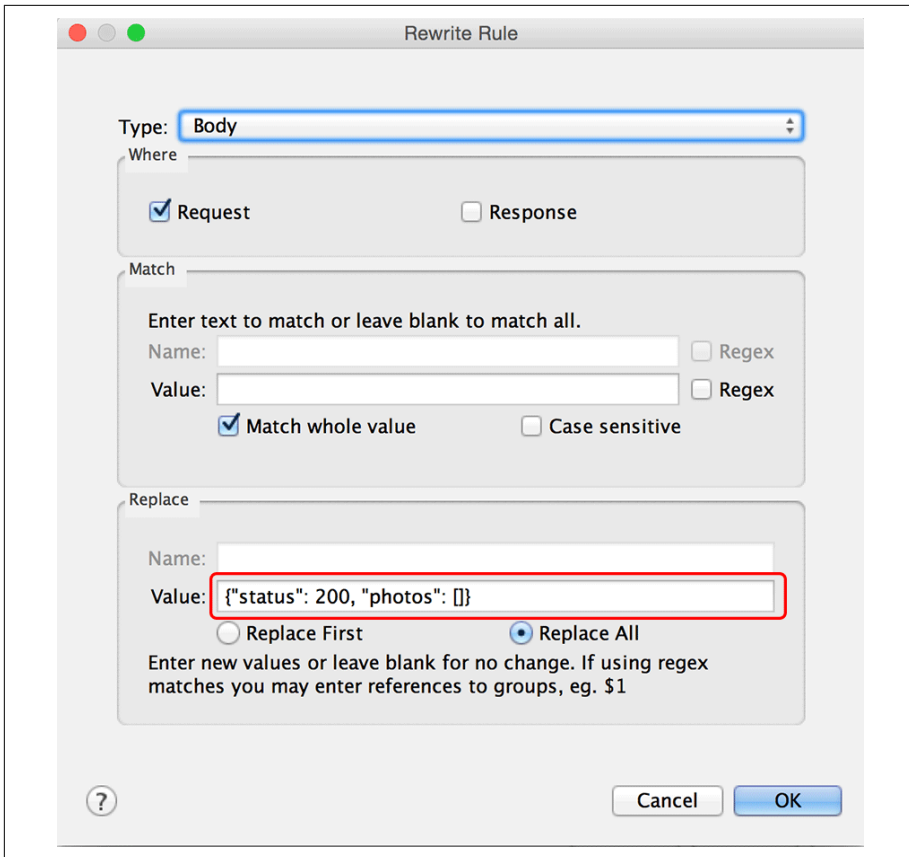 Rewrite Rule
Type: Body
Where
Request Response
Match
Enter text to match or leave blank to match all.
Name: Regex
Value: Regex
Match whole value Case sensitive
Replace
Name:
Value: {"status": 200, "photos": []}
Replace First Replace All
Enter new values or leave blank for no change. If using regex
matches you may enter references to groups, eg. $1
? Cancel OK